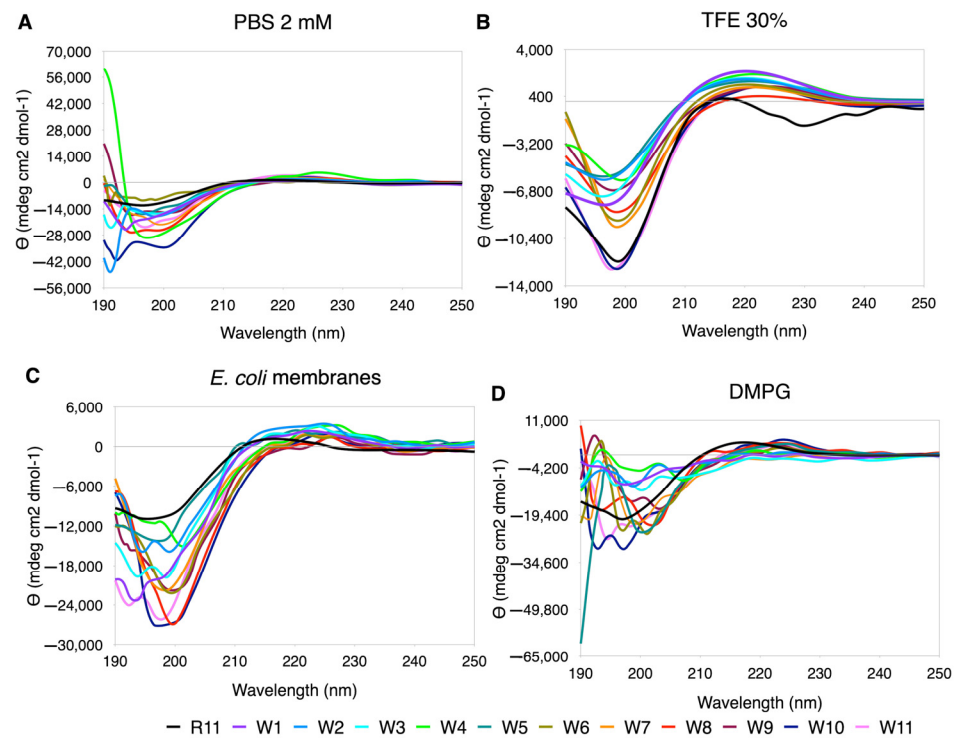 A
PBS 2 mM
70,000
56,000
42,000
28,000
14,000
0
—14,000
—28,000
—42,000
—56,000
Ө (mdeg cm2 dmol-1)
190 200 210 220 230 240 250
Wavelength (nm)
B
TFE 30%
4,000
400
—3,200
—6,800
—10,400
—14,000
Ө (mdeg cm2 dmol-1)
190 200 210 220 230 240 250
Wavelength (nm)
C
E. coli membranes
6,000
0
—6,000
—12,000
—18,000
—24,000
—30,000
Ө (mdeg cm2 dmol-1)
190 200 210 220 230 240 250
Wavelength (nm)
D
DMPG
11,000
—4,200
—19,400
—34,600
—49,800
—65,000
Ө (mdeg cm2 dmol-1)
190 200 210 220 230 240 250
Wavelength (nm)
R11 W1 W2 W3 W4 W5 W6 W7 W8 W9 W10 W11